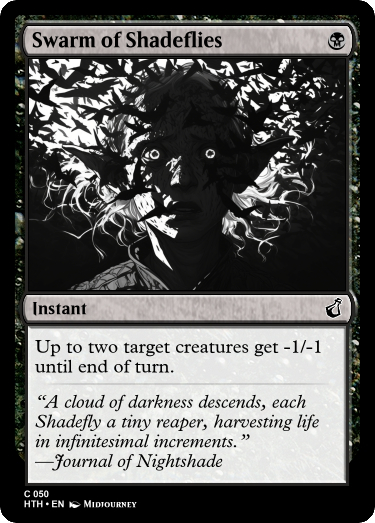 Swarm of Shadeflies
Instant
Up to two target creatures get -1/-1
until end of turn.
“A cloud of darkness descends, each
Shadefly a tiny reaper, harvesting life
in infinitesimal increments.”
—Journal of Nightshade
C 050
HTH • EN Midjourney